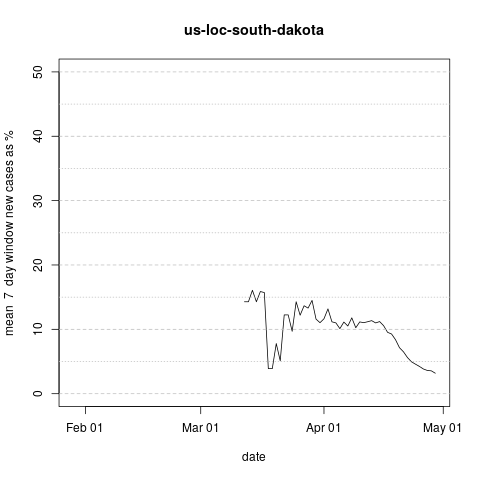 us-loc-south-dakota
mean  7  day window new cases as %
50
40
30
20
10
0
Feb 01
Mar 01
Apr 01
May 01
date